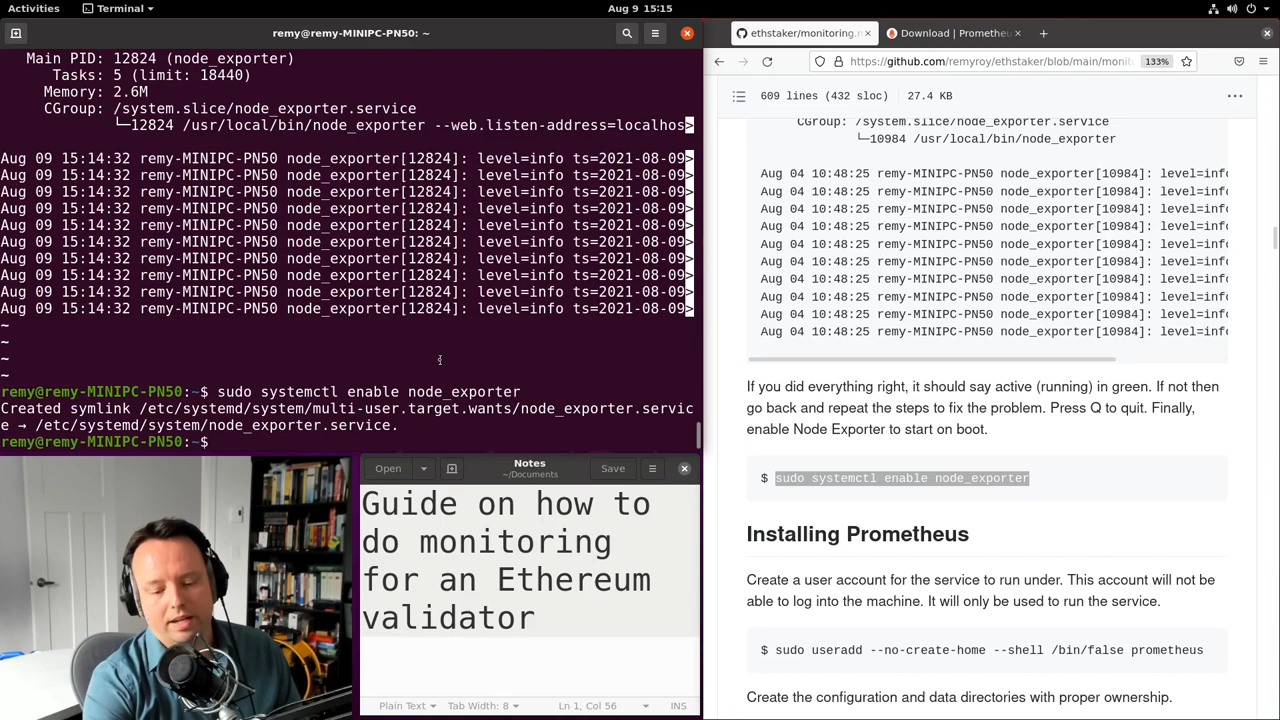 Activities
Terminal
Aug 9 15:15
remy@remy-MINIPC-PN50: ~
Main PID: 12824 (node_exporter)
Tasks: 5 (limit: 18440)
Memory: 2.6M
CGroup: /system.slice/node_exporter.service
└─12824 /usr/local/bin/node_exporter --web.listen-address=localhos>
Aug 09 15:14:32 remy-MINIPC-PN50 node_exporter[12824]: level=info ts=2021-08-09>
Aug 09 15:14:32 remy-MINIPC-PN50 node_exporter[12824]: level=info ts=2021-08-09>
Aug 09 15:14:32 remy-MINIPC-PN50 node_exporter[12824]: level=info ts=2021-08-09>
Aug 09 15:14:32 remy-MINIPC-PN50 node_exporter[12824]: level=info ts=2021-08-09>
Aug 09 15:14:32 remy-MINIPC-PN50 node_exporter[12824]: level=info ts=2021-08-09>
Aug 09 15:14:32 remy-MINIPC-PN50 node_exporter[12824]: level=info ts=2021-08-09>
Aug 09 15:14:32 remy-MINIPC-PN50 node_exporter[12824]: level=info ts=2021-08-09>
Aug 09 15:14:32 remy-MINIPC-PN50 node_exporter[12824]: level=info ts=2021-08-09>
Aug 09 15:14:32 remy-MINIPC-PN50 node_exporter[12824]: level=info ts=2021-08-09>
Aug 09 15:14:32 remy-MINIPC-PN50 node_exporter[12824]: level=info ts=2021-08-09>
~
~
~
~
remy@remy-MINIPC-PN50:~$ sudo systemctl enable node_exporter
Created symlink /etc/systemd/system/multi-user.target.wants/node_exporter.servic
e → /etc/systemd/system/node_exporter.service.
remy@remy-MINIPC-PN50:~$
Open
Notes
~/Documents
Save
Guide on how to
do monitoring
for an Ethereum
validator
Plain Text
Tab Width: 8
Ln 1, Col 56
INS
ethstaker/monitoring.m
Download | Prometheu
https://github.com/remyroy/ethstaker/blob/main/monit
133%
609 lines (432 sloc)
27.4 KB
CGroup: /system.slice/node_exporter.service
└─10984 /usr/local/bin/node_exporter
Aug 04 10:48:25 remy-MINIPC-PN50 node_exporter[10984]: level=info
Aug 04 10:48:25 remy-MINIPC-PN50 node_exporter[10984]: level=info
Aug 04 10:48:25 remy-MINIPC-PN50 node_exporter[10984]: level=info
Aug 04 10:48:25 remy-MINIPC-PN50 node_exporter[10984]: level=info
Aug 04 10:48:25 remy-MINIPC-PN50 node_exporter[10984]: level=info
Aug 04 10:48:25 remy-MINIPC-PN50 node_exporter[10984]: level=info
Aug 04 10:48:25 remy-MINIPC-PN50 node_exporter[10984]: level=info
Aug 04 10:48:25 remy-MINIPC-PN50 node_exporter[10984]: level=info
Aug 04 10:48:25 remy-MINIPC-PN50 node_exporter[10984]: level=info
Aug 04 10:48:25 remy-MINIPC-PN50 node_exporter[10984]: level=info
If you did everything right, it should say active (running) in green. If not then
go back and repeat the steps to fix the problem. Press Q to quit. Finally,
enable Node Exporter to start on boot.
$ sudo systemctl enable node_exporter
Installing Prometheus
Create a user account for the service to run under. This account will not be
able to log into the machine. It will only be used to run the service.
$ sudo useradd --no-create-home --shell /bin/false prometheus
Create the configuration and data directories with proper ownership.